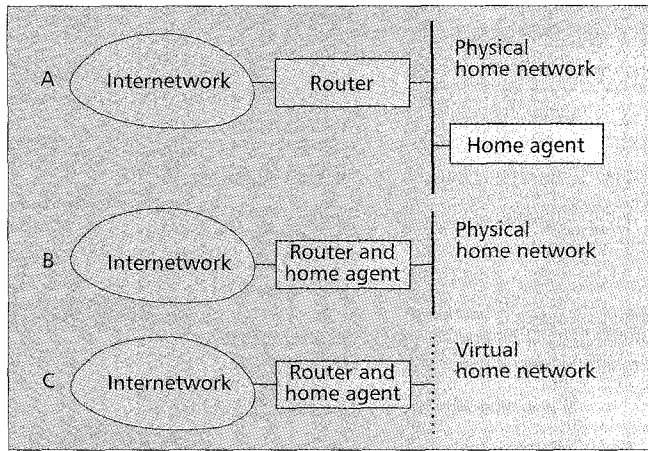 A
Internetwork
Router
Physical
home network
Home agent
B
Internetwork
Router and
home agent
Physical
home network
C
Internetwork
Router and
home agent
Virtual
home network